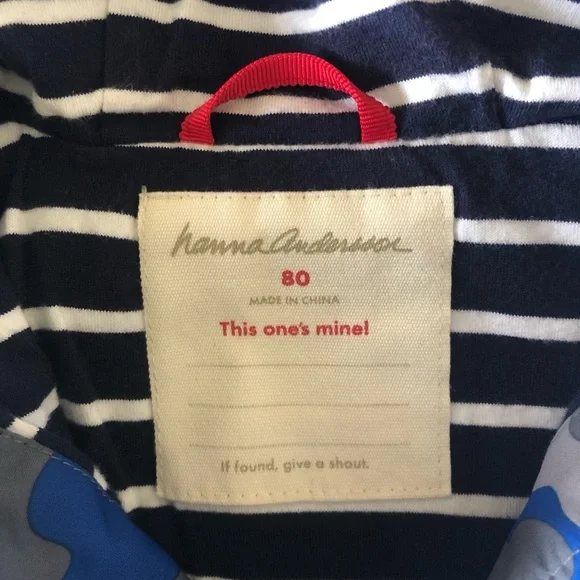 hanna andersson
80
MADE IN CHINA
This one's mine!
If found, give a shout.